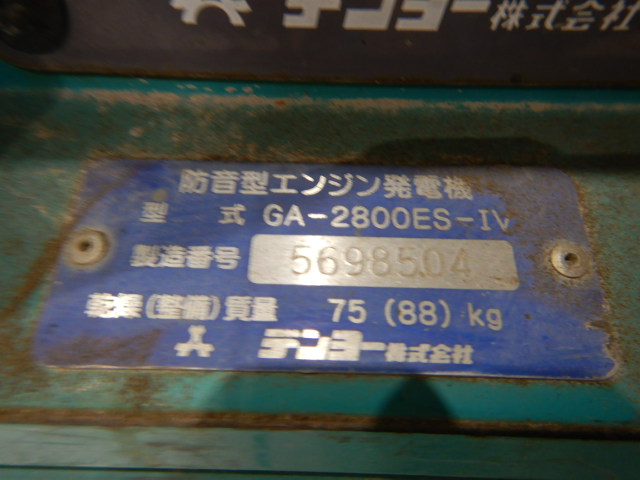 デンヨー株式会社
防音型エンジン発電機
型 式 GA-2800ES-IV
製造番号 5698504
乾燥(整備)質量 75 (88) kg
デンヨー株式会社